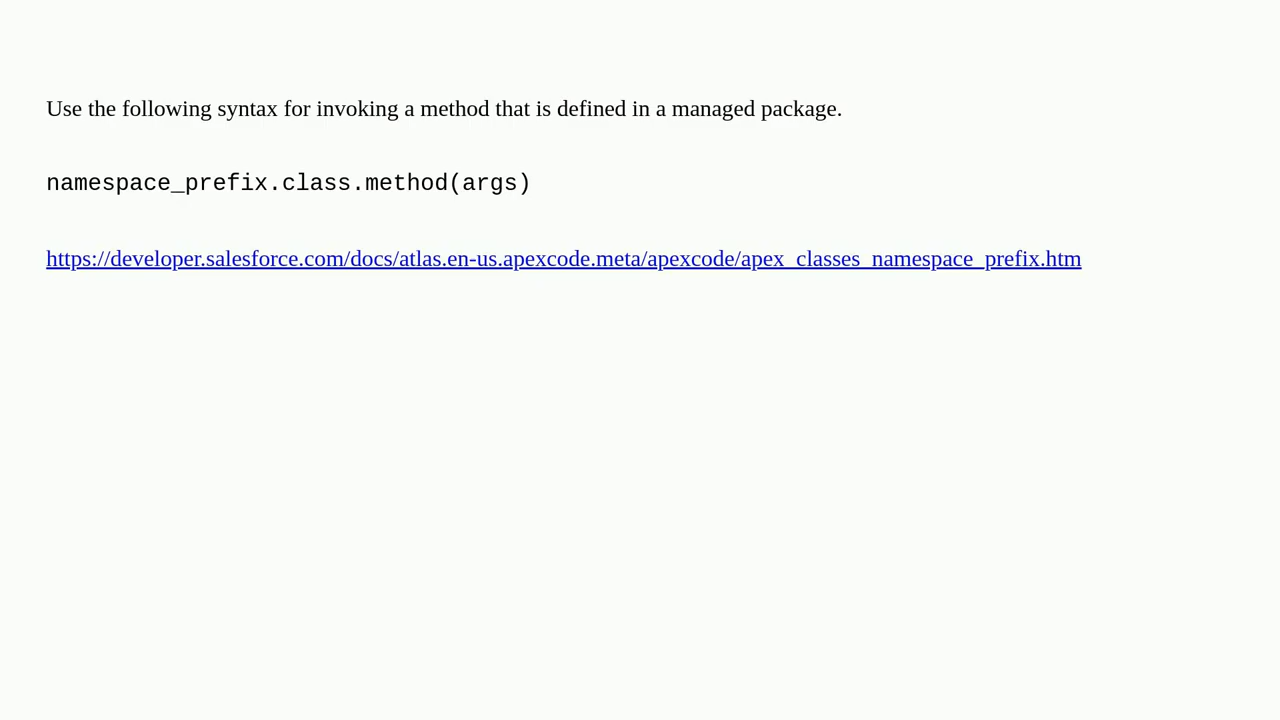 Use the following syntax for invoking a method that is defined in a managed package.
namespace_prefix.class.method(args)
https://developer.salesforce.com/docs/atlas.en-us.apexcode.meta/apexcode/apex_classes_namespace_prefix.htm